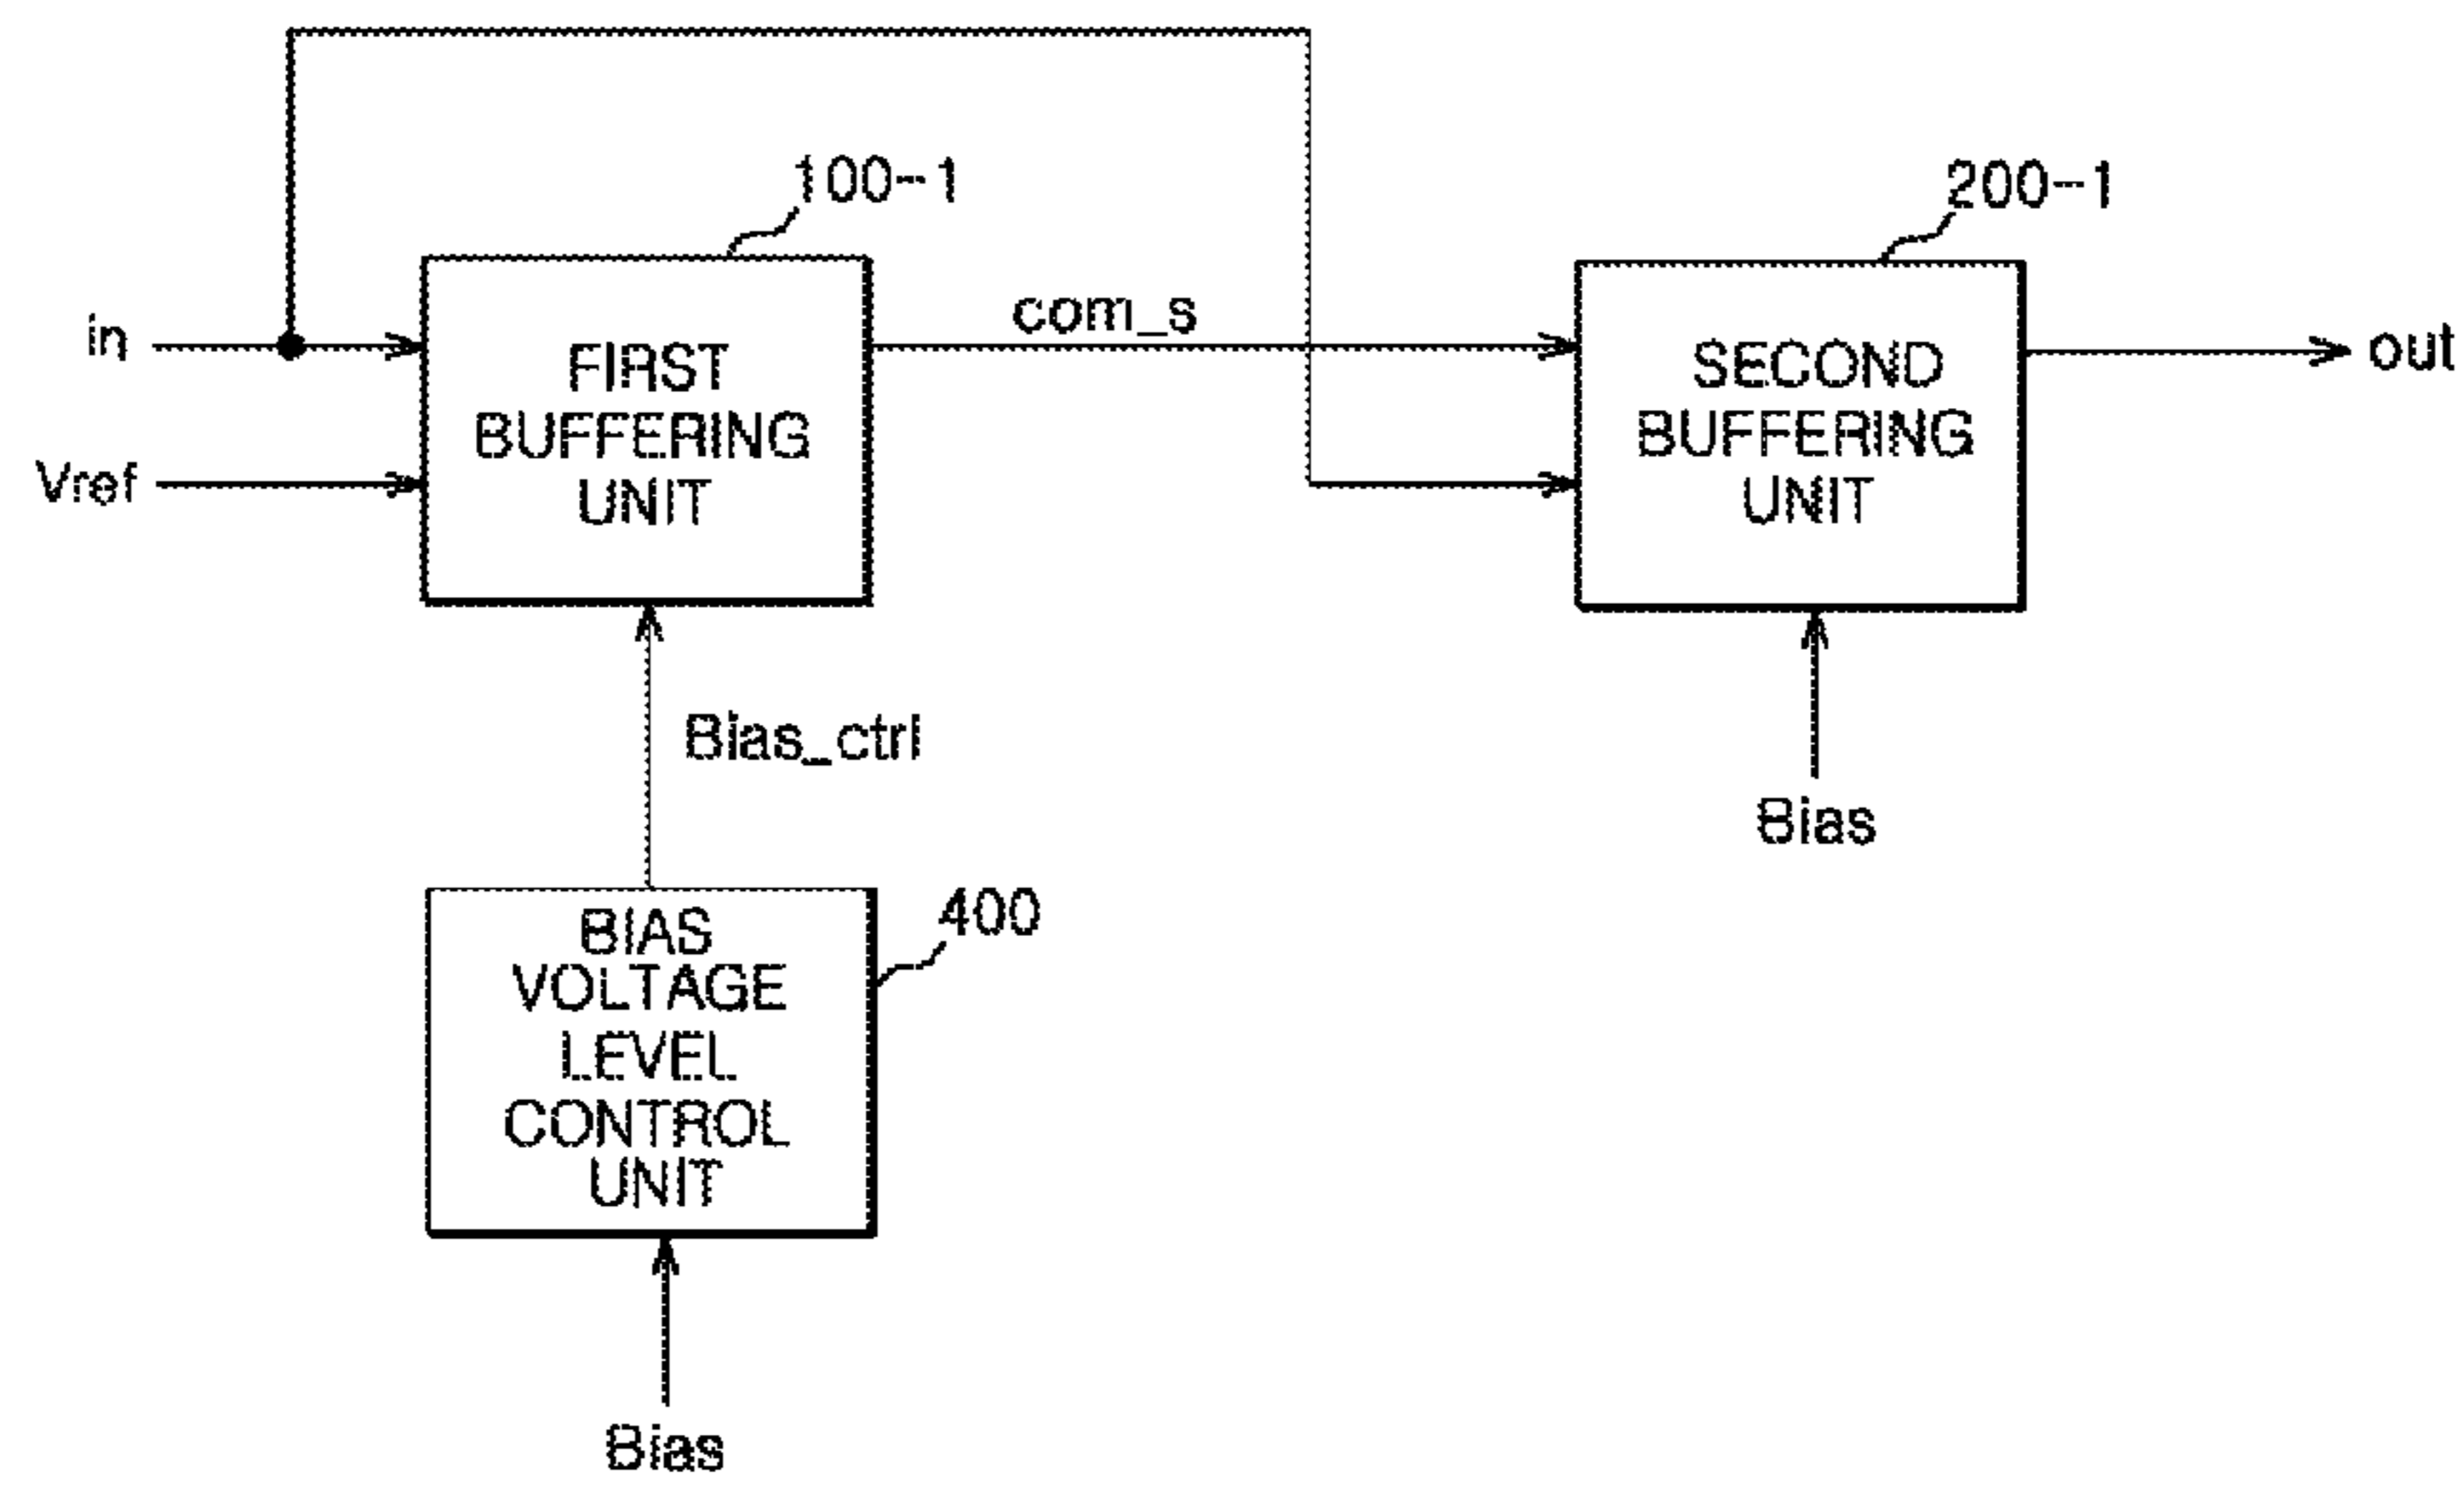 100-1
200-1
in
Vref
FIRST
BUFFERING
UNIT
com_s
SECOND
BUFFERING
UNIT
out
Bias_ctrl
Bias
BIAS
VOLTAGE
LEVEL
CONTROL
UNIT
400
Bias